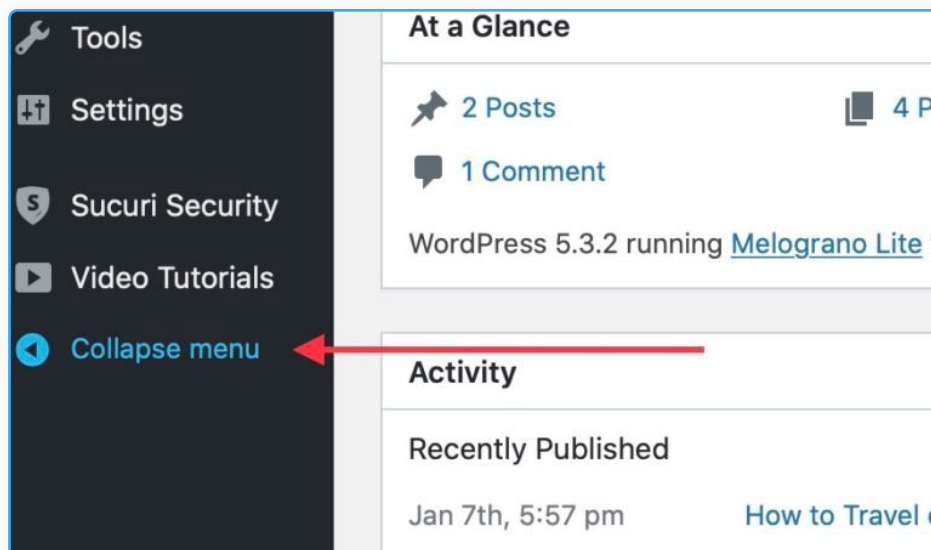 Tools
Settings
Sucuri Security
Video Tutorials
Collapse menu
At a Glance
2 Posts
4 P
1 Comment
WordPress 5.3.2 running Melograno Lite
Activity
Recently Published
Jan 7th, 5:57 pm
How to Travel